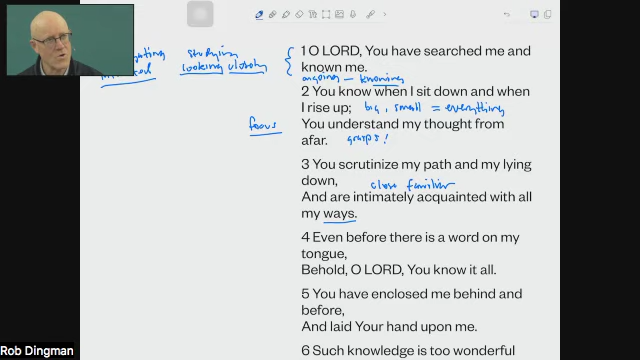 studying
looking closely
1 O LORD, You have searched me and
known me.
ongoing - knowing
2 You know when I sit down and when
I rise up; big, small = everything
focus
You understand my thought from
afar. grasps!
3 You scrutinize my path and my lying
down,
close familiar
And are intimately acquainted with all
my ways.
4 Even before there is a word on my
tongue,
Behold, O LORD, You know it all.
5 You have enclosed me behind and
before,
And laid Your hand upon me.
6 Such knowledge is too wonderful
Rob Dingman